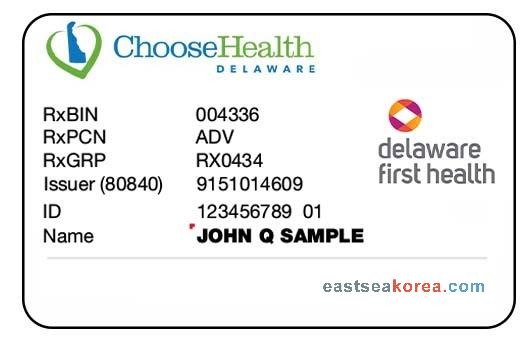 ChooseHealth
DELAWARE
RxBIN 004336
RxPCN ADV
RxGRP RX0434
Issuer (80840) 9151014609
ID 123456789 01
Name JOHN Q SAMPLE
delaware
first health
eastseakorea.com